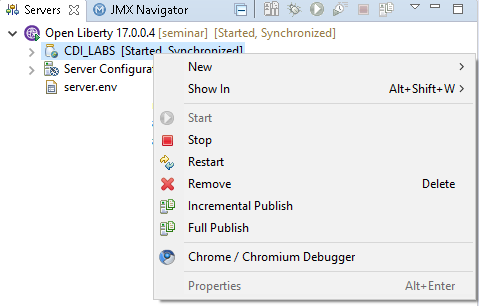 Servers JMX Navigator
Open Liberty 17.0.0.4 [seminar] [Started, Synchronized]
CDI_LABS [Started, Synchronized]
Server Configurat
server.env
New
Show In Alt+Shift+W >
Start
Stop
Restart
Remove Delete
Incremental Publish
Full Publish
Chrome / Chromium Debugger
Properties Alt+Enter